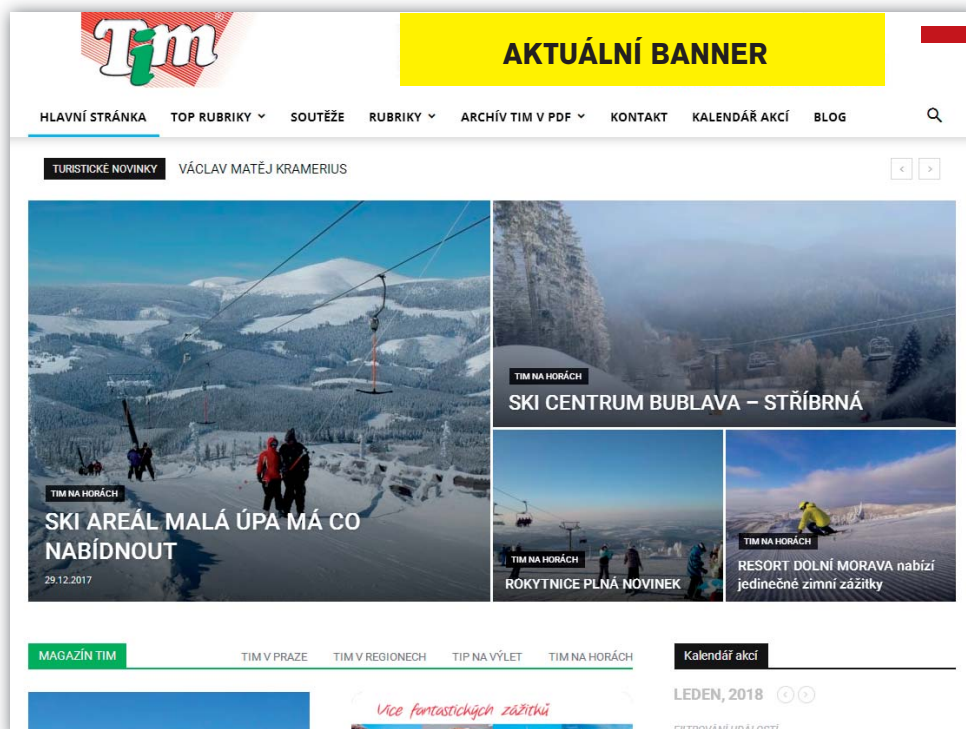 Tim
AKTUÁLNÍ BANNER
HLAVNÍ STRÁNKA TOP RUBRIKY SOUTĚŽE RUBRIKY ARCHÍV TIM V PDF KONTAKT KALENDÁŘ AKCÍ BLOG
TURISTICKÉ NOVINKY VÁCLAV MATĚJ KRAMERIUS
TIM NA HORÁCH
SKI AREÁL MALÁ ÚPA MÁ CO
NABÍDNOUT
29.12.2017
TIM NA HORÁCH
SKI CENTRUM BUBLAVA – STŘÍBRNÁ
TIM NA HORÁCH
ROKYTNICE PLNÁ NOVINEK
TIM NA HORÁCH
RESORT DOLNÍ MORAVA nabízí
jedinečné zimní zážitky
MAGAZÍN TIM TIM V PRAZE TIM V REGIONECH TIP NA VÝLET TIM NA HORÁCH
Více fantastických zážitků
Kalendář akcí
LEDEN, 2018